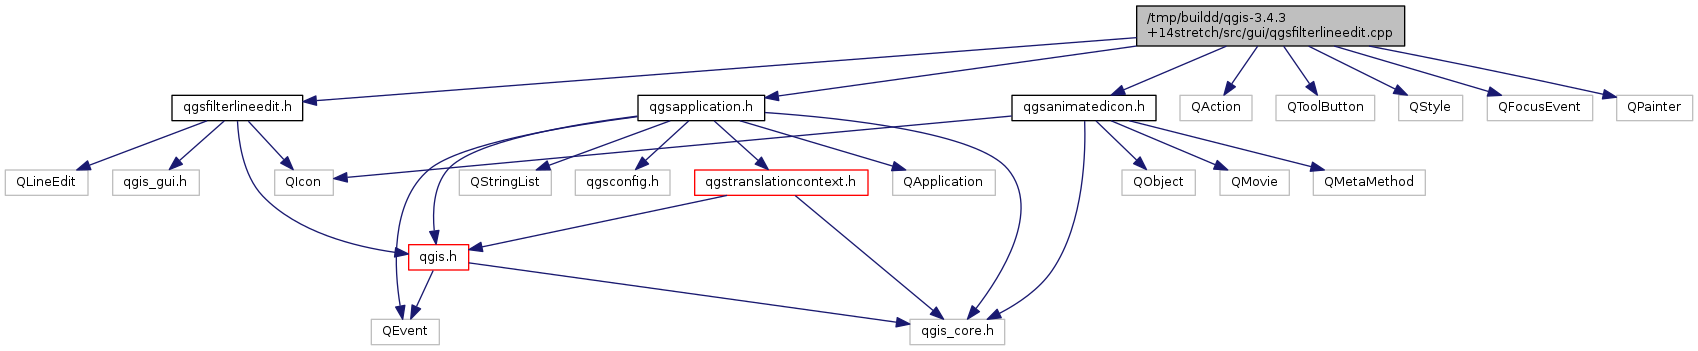 /tmp/buildd/qgis-3.4.3
+14stretch/src/gui/qgsfilterlineedit.cpp
qgsfilterlineedit.h
qgsapplication.h
qgsanimatedicon.h
QAction
QToolButton
QStyle
QFocusEvent
QPainter
QLineEdit
qgis_gui.h
QIcon
QStringList
qgsconfig.h
qgstranslationcontext.h
QApplication
QObject
QMovie
QMetaMethod
qgis.h
QEvent
qgis_core.h